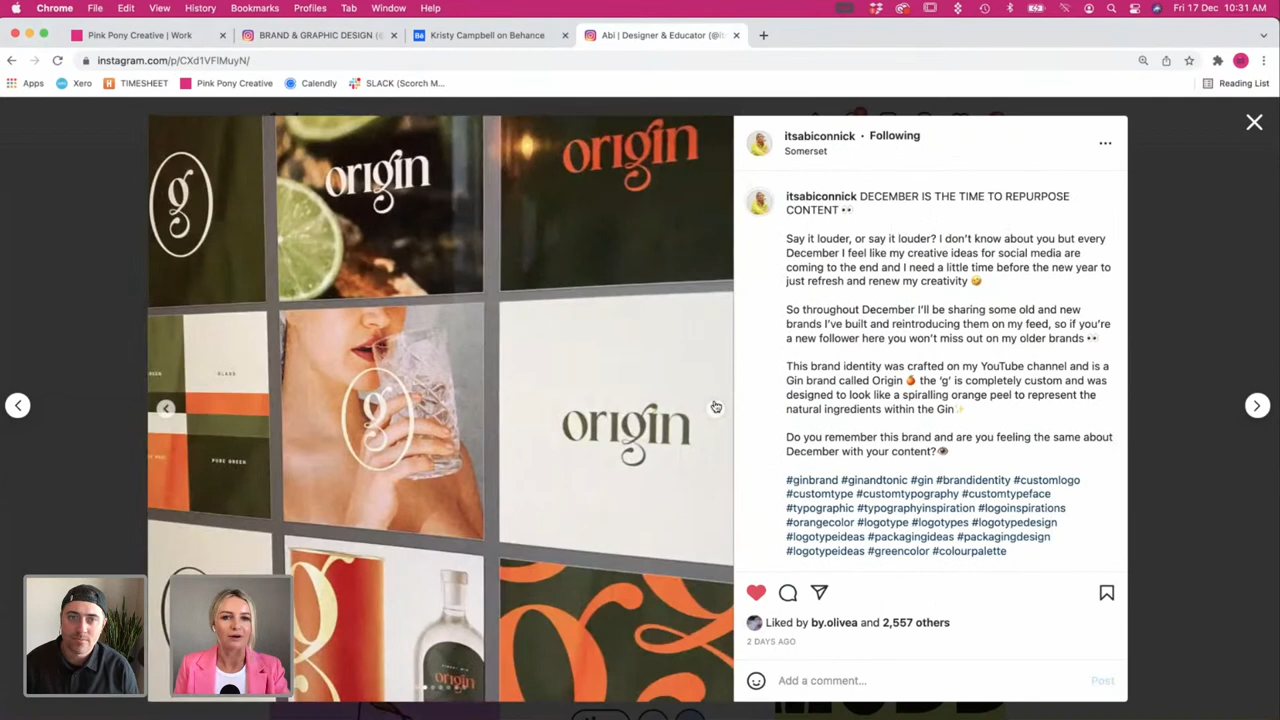 Chrome File Edit View History Bookmarks Profiles Tab Window Help Fri 17 Dec 10:31 AM
Pink Pony Creative | Work
BRAND & GRAPHIC DESIGN (@
Kristy Campbell on Behance
Abi | Designer & Educator (@it
instagram.com/p/CXd1VFlMuyN/
Apps Xero TIMESHEET Pink Pony Creative Calendly SLACK (Scorch M... Reading List
g
origin
origin
GLASS
PURE GREEN
g
origin
g
origin
itsabiconnick • Following
Somerset
itsabiconnick DECEMBER IS THE TIME TO REPURPOSE
CONTENT 👀
Say it louder, or say it louder? I don't know about you but every
December I feel like my creative ideas for social media are
coming to the end and I need a little time before the new year to
just refresh and renew my creativity 🤣
So throughout December I'll be sharing some old and new
brands I've built and reintroducing them on my feed, so if you're
a new follower here you won't miss out on my older brands 👀
This brand identity was crafted on my YouTube channel and is a
Gin brand called Origin 🍊 the 'g' is completely custom and was
designed to look like a spiralling orange peel to represent the
natural ingredients within the Gin✨
Do you remember this brand and are you feeling the same about
December with your content?👁
#ginbrand #ginandtonic #gin #brandidentity #customlogo
#customtype #customtypography #customtypeface
#typographic #typographyinspiration #logoinspirations
#orangecolor #logotype #logotypes #logotypedesign
#logotypeideas #packagingideas #packagingdesign
#logotypeideas #greencolor #colourpalette
Liked by by.olivea and 2,557 others
2 DAYS AGO
Add a comment... Post